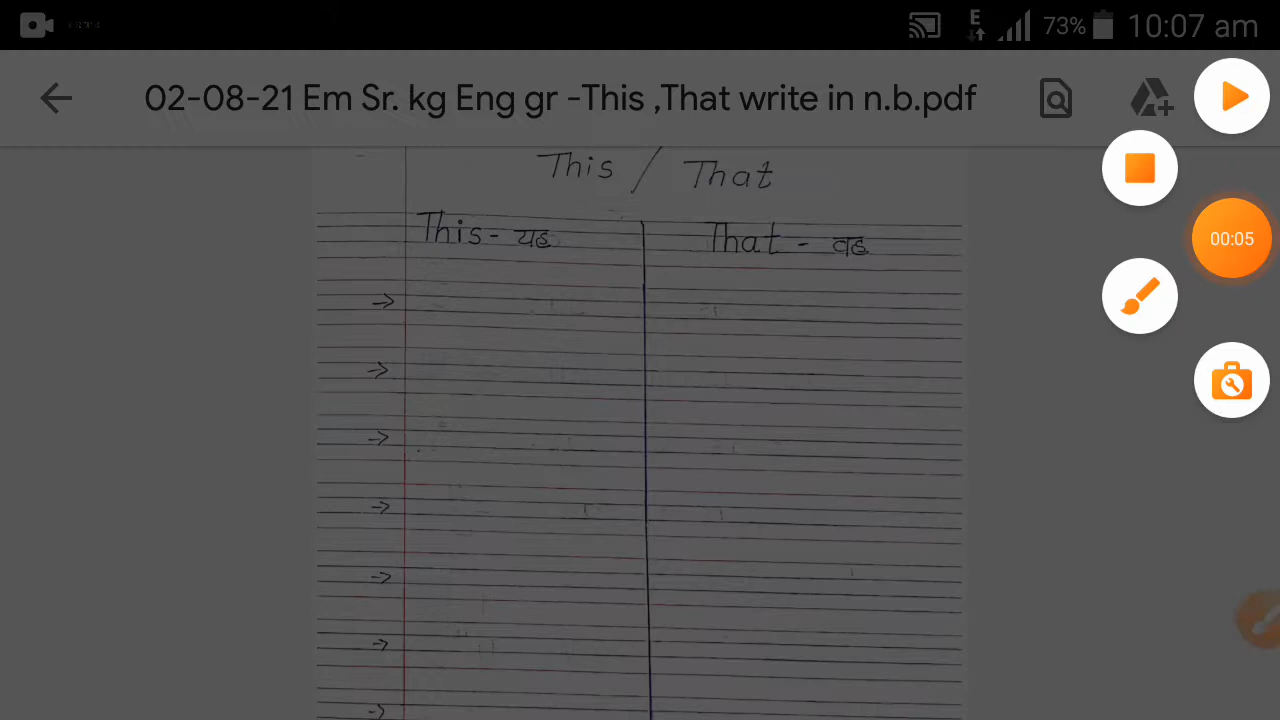 73% 10:07 am
02-08-21 Em Sr. kg Eng gr -This ,That write in n.b.pdf
00:05
This / That
This - यह That - वह